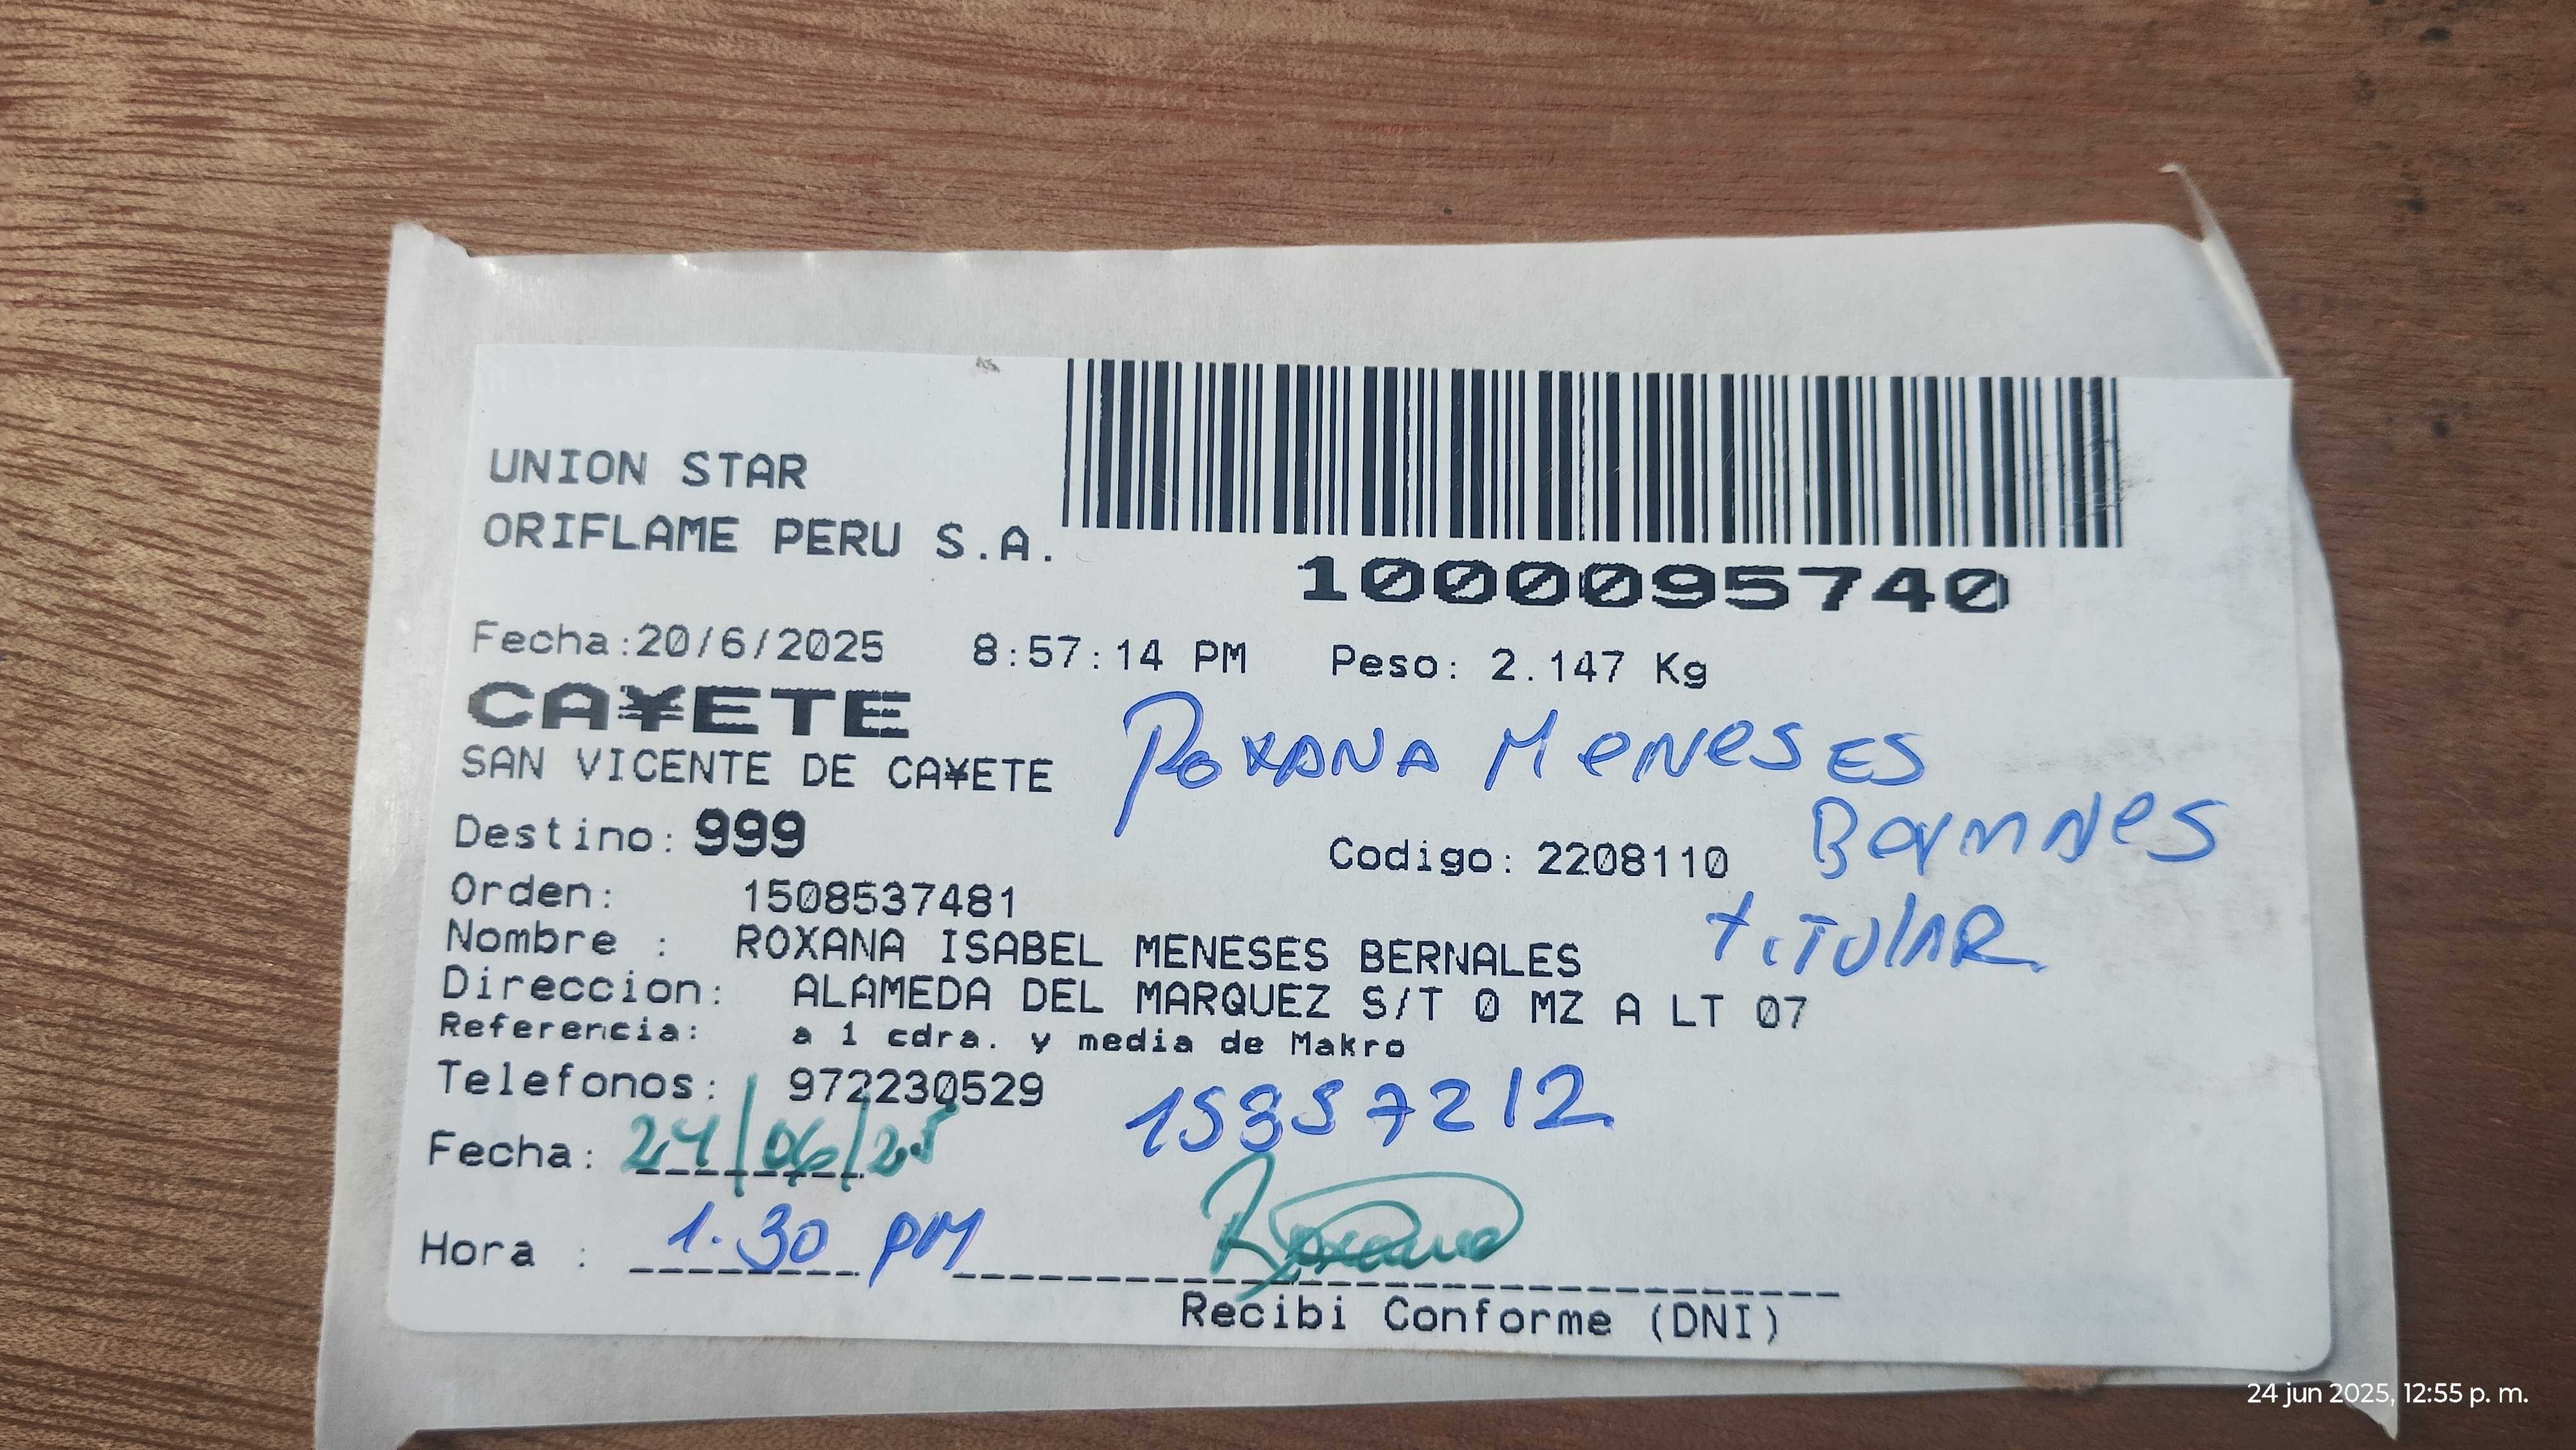 UNION STAR
ORIFLAME PERU S.A.
1000095740
Fecha:20/6/2025 8:57:14 PM Peso: 2.147 Kg
CA¥ETE
SAN VICENTE DE CA¥ETE
ROXANA MeNeSES
Destino: 999
Codigo: 2208110
Orden: 1508537481
tiTUlAR
Nombre : ROXANA ISABEL MENESES BERNALES
Direccion: ALAMEDA DEL MARQUEZ S/T 0 MZ A LT 07
Referencia: a 1 cdra. y media de Makro
Telefonos: 972230529
15357212
Fecha: 24/06/25
Hora : 1.30 PM
Roxana
Recibi Conforme (DNI)
24 jun 2025, 12:55 p. m.